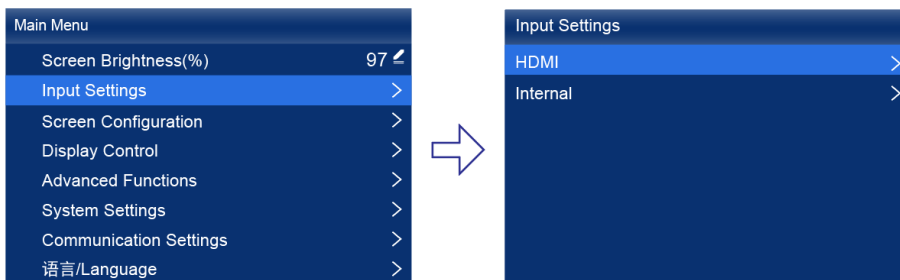 Main Menu
Screen Brightness(%) 97
Input Settings
Screen Configuration
Display Control
Advanced Functions
System Settings
Communication Settings
语言/Language
Input Settings
HDMI
Internal